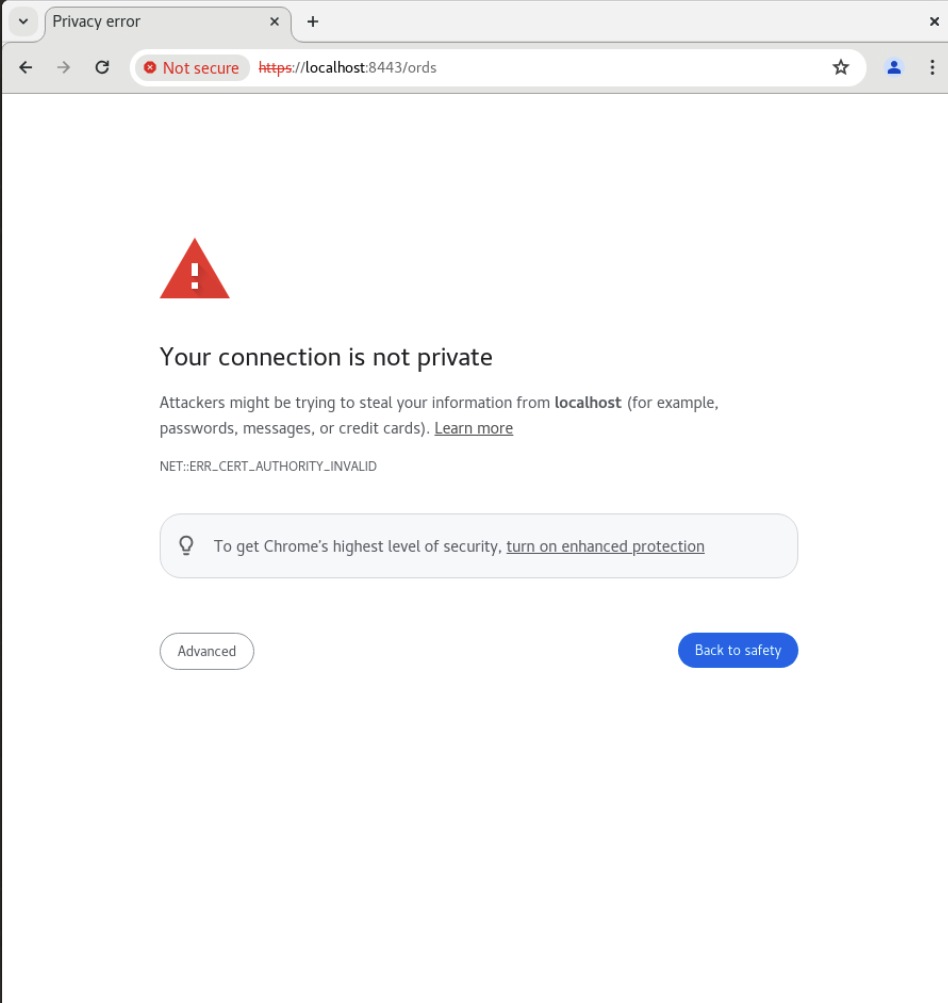 Privacy error
Not secure https://localhost:8443/ords
Your connection is not private
Attackers might be trying to steal your information from localhost (for example,
passwords, messages, or credit cards). Learn more
NET::ERR_CERT_AUTHORITY_INVALID
To get Chrome's highest level of security, turn on enhanced protection
Advanced
Back to safety